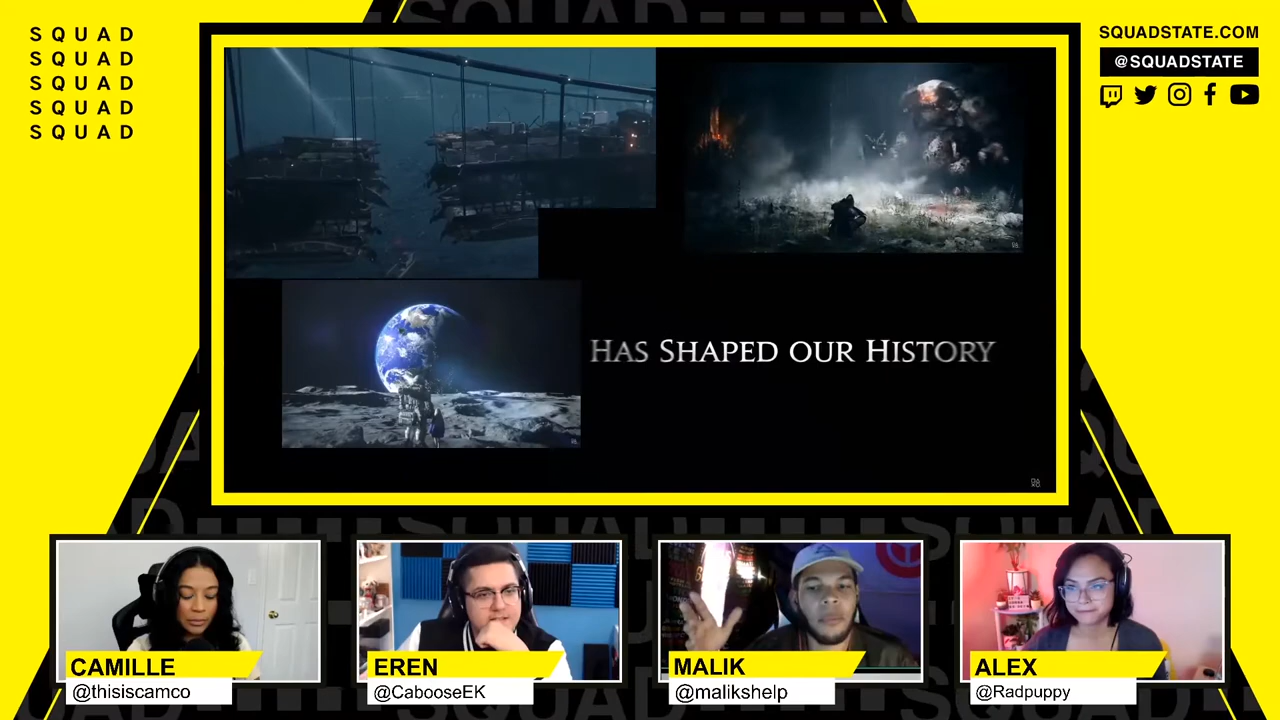 SQUAD
SQUAD
SQUAD
SQUAD
SQUAD
SQUADSTATE.COM
@SQUADSTATE
HAS SHAPED OUR HISTORY
CAMILLE
@thisiscamco
EREN
@CabooseEK
MALIK
@malikshelp
ALEX
@Radpuppy